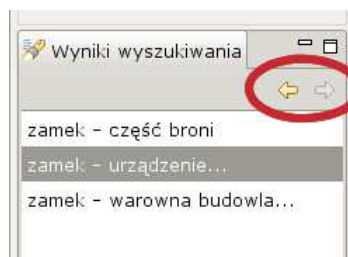 Wyniki wyszukiwania
zamek - część broni
zamek - urządzenie...
zamek - warowna budowla...